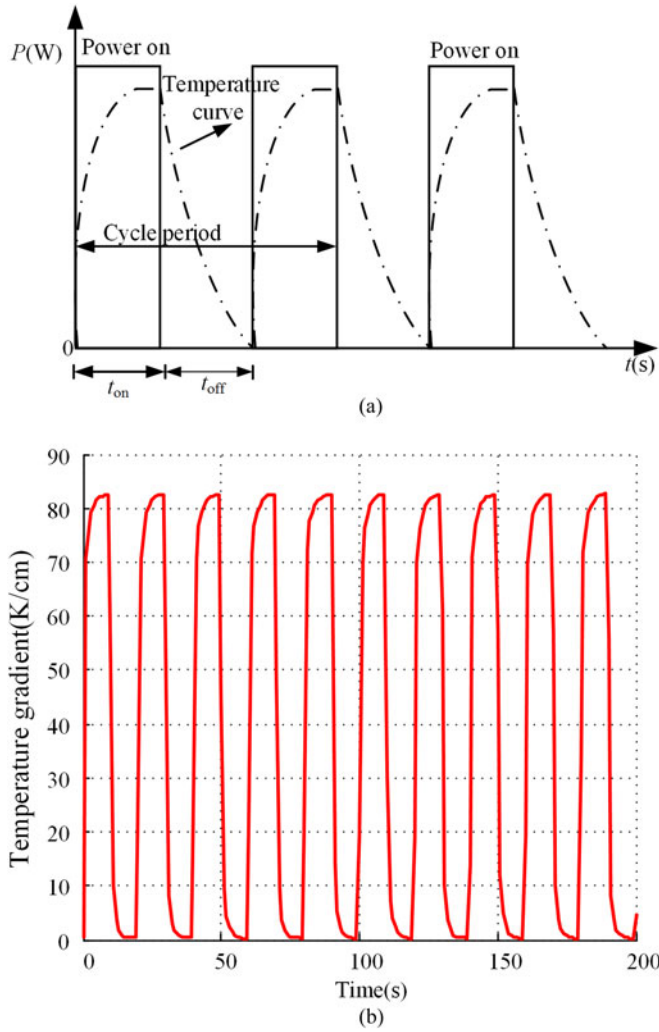 P(W)
Power on
Power on
Temperature
curve
Cycle period
0
t(s)
ton
toff
(a)
90
80
70
60
50
40
30
20
10
0
Temperature gradient(K/cm)
0
50
100
150
200
Time(s)
(b)